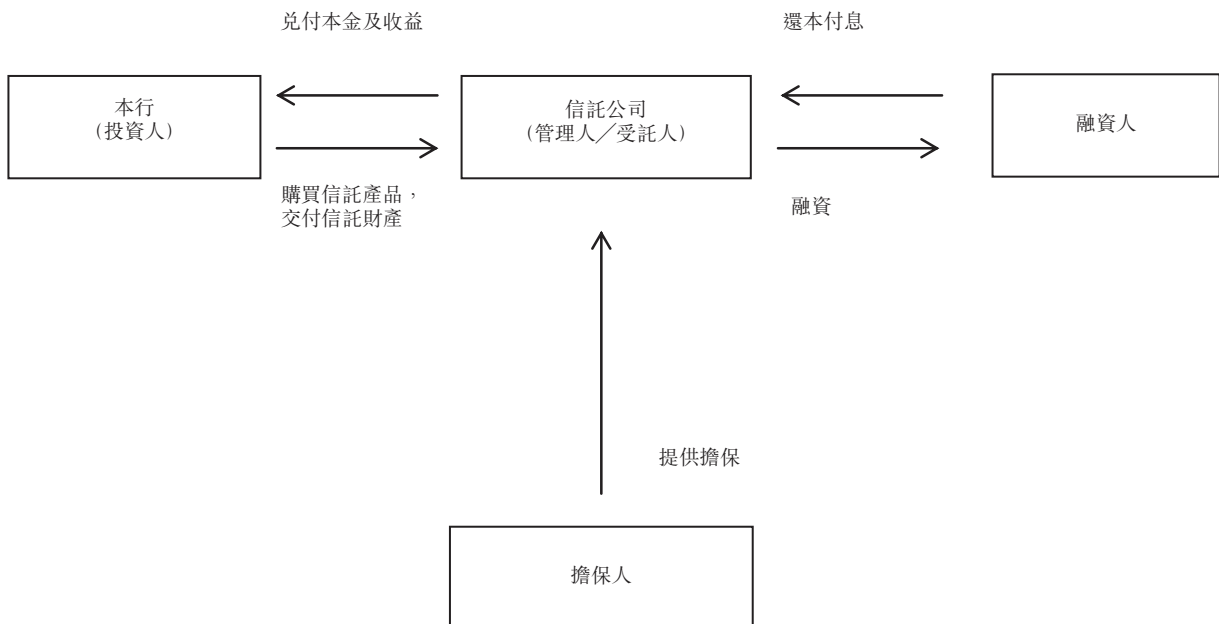 兑付本金及收益
還本付息
本行
(投資人)
信託公司
(管理人╱受託人)
融資人
購買信託產品，
交付信託財產
融資
提供擔保
擔保人